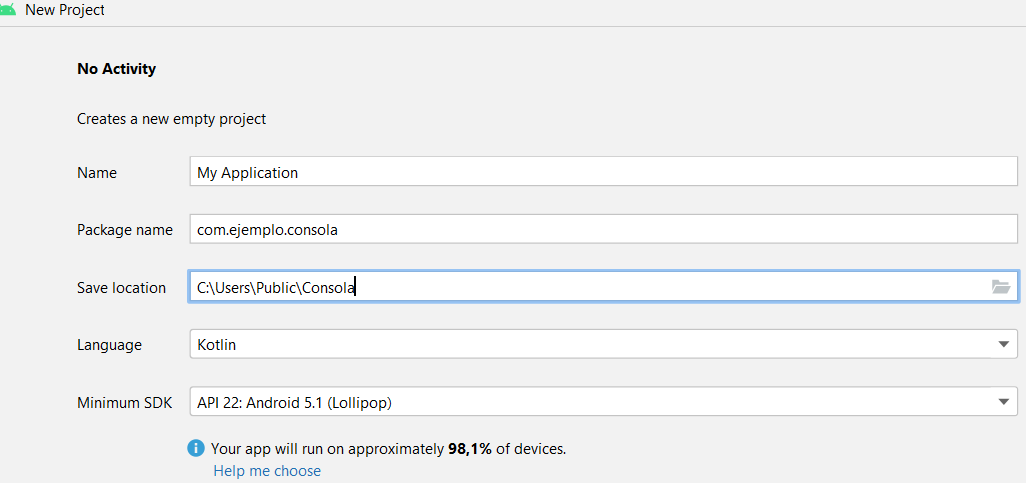 New Project
No Activity
Creates a new empty project
Name My Application
Package name com.ejemplo.consola
Save location C:\Users\Public\Consola
Language Kotlin
Minimum SDK API 22: Android 5.1 (Lollipop)
Your app will run on approximately 98,1% of devices.
Help me choose